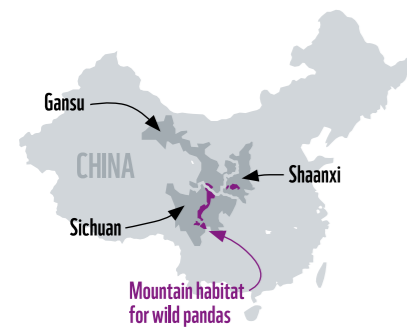 Gansu
CHINA
Shaanxi
Sichuan
Mountain habitat
for wild pandas